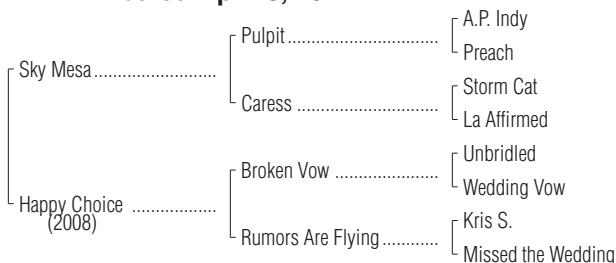 A.P. Indy
Pulpit
Preach
Sky Mesa
Storm Cat
Caress
La Affirmed
Unbridled
Broken Vow
Wedding Vow
Happy Choice
(2008)
Kris S.
Rumors Are Flying
Missed the Wedding